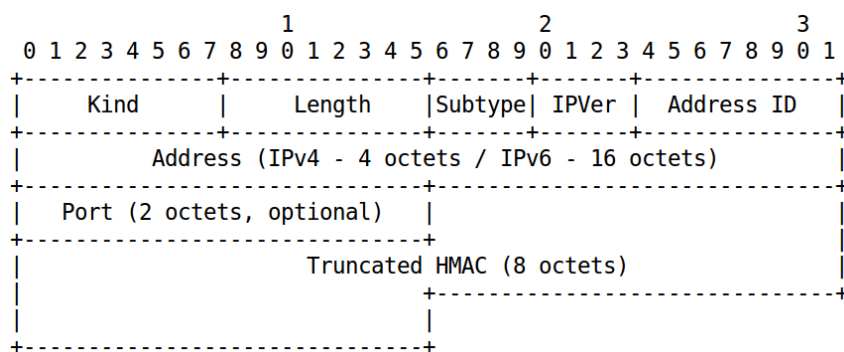 1 2 3
0 1 2 3 4 5 6 7 8 9 0 1 2 3 4 5 6 7 8 9 0 1 2 3 4 5 6 7 8 9 0 1
Kind Length Subtype IPVer Address ID
Address (IPv4 - 4 octets / IPv6 - 16 octets)
Port (2 octets, optional)
Truncated HMAC (8 octets)